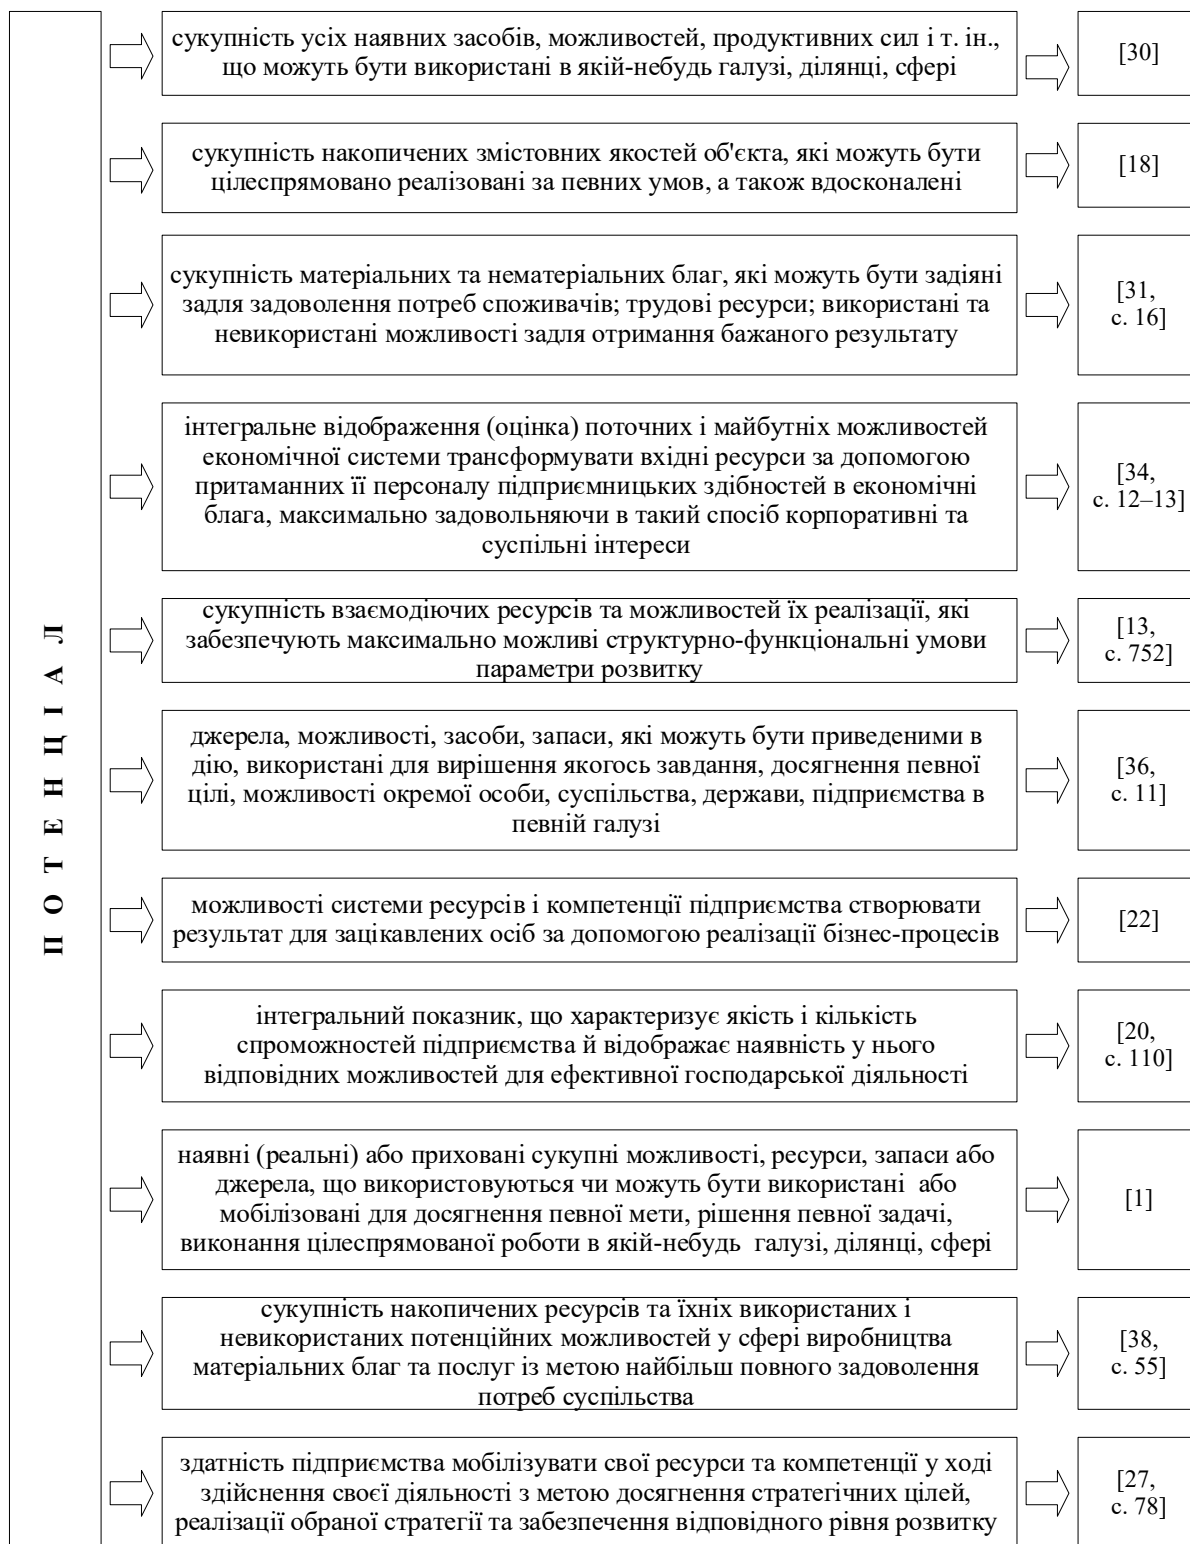 П О Т Е Н Ц І А Л
сукупність усіх наявних засобів, можливостей, продуктивних сил і т. ін.,
що можуть бути використані в якій-небудь галузі, ділянці, сфері
[30]
сукупність накопичених змістовних якостей об'єкта, які можуть бути
цілеспрямовано реалізовані за певних умов, а також вдосконалені
[18]
сукупність матеріальних та нематеріальних благ, які можуть бути задіяні
задля задоволення потреб споживачів; трудові ресурси; використані та
невикористані можливості задля отримання бажаного результату
[31,
с. 16]
інтегральне відображення (оцінка) поточних і майбутніх можливостей
економічної системи трансформувати вхідні ресурси за допомогою
притаманних її персоналу підприємницьких здібностей в економічні
блага, максимально задовольняючи в такий спосіб корпоративні та
суспільні інтереси
[34,
с. 12–13]
сукупність взаємодіючих ресурсів та можливостей їх реалізації, які
забезпечують максимально можливі структурно-функціональні умови
параметри розвитку
[13,
с. 752]
джерела, можливості, засоби, запаси, які можуть бути приведеними в
дію, використані для вирішення якогось завдання, досягнення певної
цілі, можливості окремої особи, суспільства, держави, підприємства в
певній галузі
[36,
с. 11]
можливості системи ресурсів і компетенції підприємства створювати
результат для зацікавлених осіб за допомогою реалізації бізнес-процесів
[22]
інтегральний показник, що характеризує якість і кількість
спроможностей підприємства й відображає наявність у нього
відповідних можливостей для ефективної господарської діяльності
[20,
с. 110]
наявні (реальні) або приховані сукупні можливості, ресурси, запаси або
джерела, що використовуються чи можуть бути використані або
мобілізовані для досягнення певної мети, рішення певної задачі,
виконання цілеспрямованої роботи в якій-небудь галузі, ділянці, сфері
[1]
сукупність накопичених ресурсів та їхніх використаних і
невикористаних потенційних можливостей у сфері виробництва
матеріальних благ та послуг із метою найбільш повного задоволення
потреб суспільства
[38,
с. 55]
здатність підприємства мобілізувати свої ресурси та компетенції у ході
здійснення своєї діяльності з метою досягнення стратегічних цілей,
реалізації обраної стратегії та забезпечення відповідного рівня розвитку
[27,
с. 78]